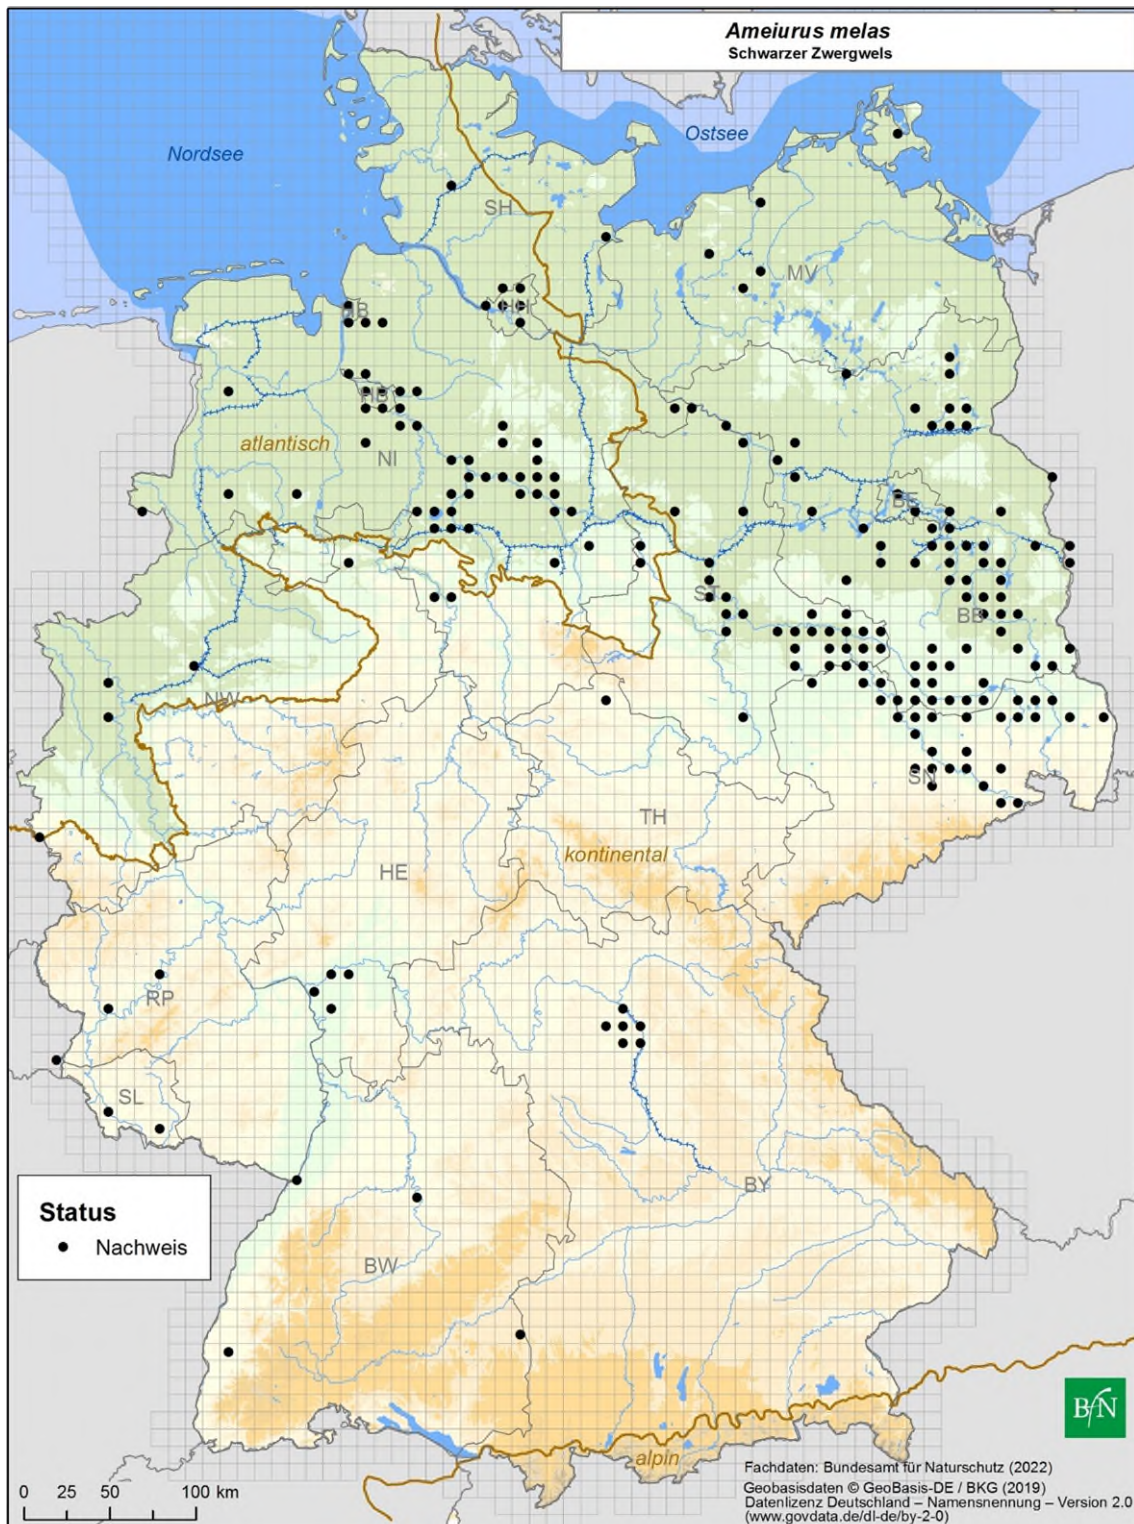 Ameiurus melas
Schwarzer Zwergwels
Ostsee
Nordsee
SH
MV
HB
HH
HB
atlantisch
NI
BE
ST
BB
NW
SN
TH
kontinental
HE
RP
SL
BY
BW
Status
Nachweis
alpin
BfN
Fachdaten: Bundesamt für Naturschutz (2022)
Geobasisdaten © GeoBasis-DE / BKG (2019)
Datenlizenz Deutschland – Namensnennung – Version 2.0
(www.govdata.de/dl-de/by-2-0)
0 25 50 100 km